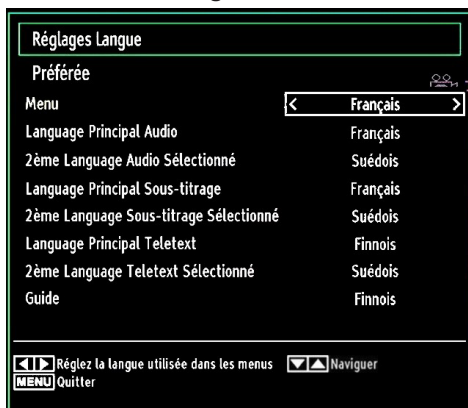 Réglages Langue
Préférée
Menu < Français >
Language Principal Audio Français
2ème Language Audio Sélectionné Suédois
Language Principal Sous-titrage Français
2ème Language Sous-titrage Sélectionné Suédois
Language Principal Teletext Finnois
2ème Language Teletext Sélectionné Suédois
Guide Finnois
Réglez la langue utilisée dans les menus Naviguer
MENU Quitter